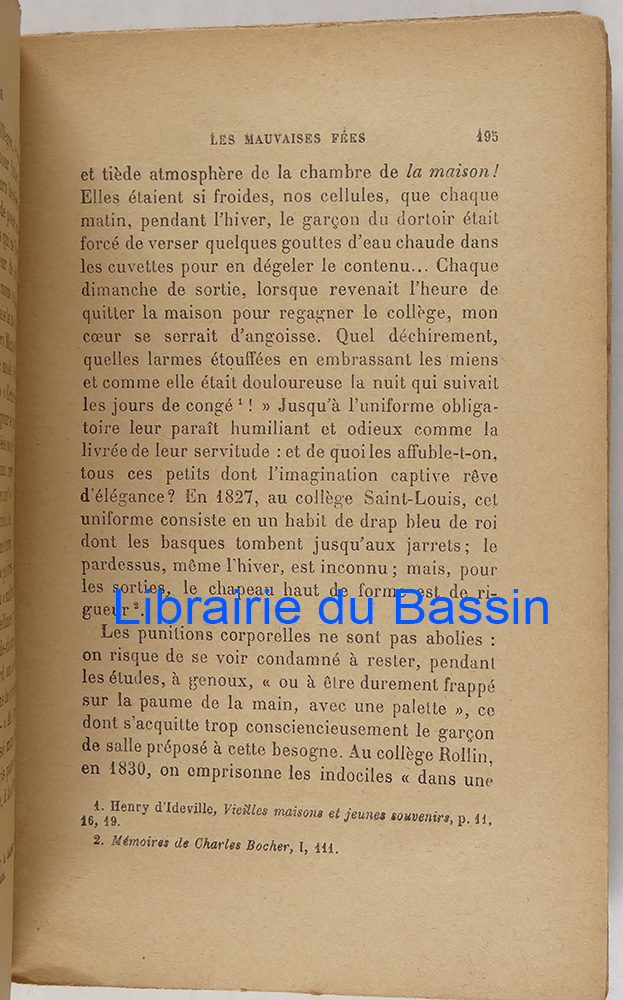 LES MAUVAISES FÉES 195
et tiède atmosphère de la chambre de la maison!
Elles étaient si froides, nos cellules, que chaque
matin, pendant l'hiver, le garçon du dortoir était
forcé de verser quelques gouttes d'eau chaude dans
les cuvettes pour en dégeler le contenu... Chaque
dimanche de sortie, lorsque revenait l'heure de
quitter la maison pour regagner le collège, mon
cœur se serrait d'angoisse. Quel déchirement,
quelles larmes étouffées en embrassant les miens
et comme elle était douloureuse la nuit qui suivait
les jours de congé ¹ ! » Jusqu'à l'uniforme obliga-
toire leur paraît humiliant et odieux comme la
livrée de leur servitude : et de quoi les affuble-t-on,
tous ces petits dont l'imagination captive rêve
d'élégance? En 1827, au collège Saint-Louis, cet
uniforme consiste en un habit de drap bleu de roi
dont les basques tombent jusqu'aux jarrets; le
pardessus, même l'hiver, est inconnu; mais, pour
les sorties, le chapeau haut de forme est de ri-
gueur ².
Librairie du Bassin
Les punitions corporelles ne sont pas abolies :
on risque de se voir condamné à rester, pendant
les études, à genoux, « ou à être durement frappé
sur la paume de la main, avec une palette », ce
dont s'acquitte trop consciencieusement le garçon
de salle préposé à cette besogne. Au collège Rollin,
en 1830, on emprisonne les indociles « dans une
1. Henry d'Ideville, Vieilles maisons et jeunes souvenirs, p. 11,
16, 19.
2. Mémoires de Charles Bocher, I, 111.